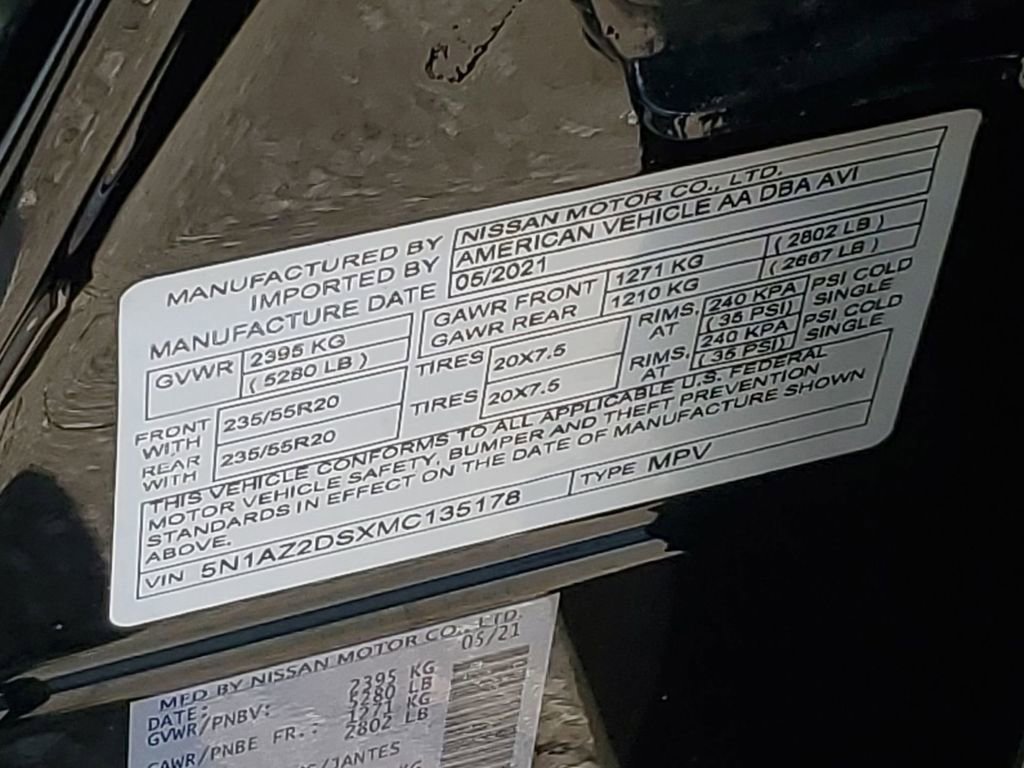 MANUFACTURED BY NISSAN MOTOR CO., LTD.
IMPORTED BY AMERICAN VEHICLE AA DBA AVI
MANUFACTURE DATE 05/2021
GVWR 2395 KG
( 5280 LB )
GAWR FRONT 1271 KG ( 2802 LB )
GAWR REAR 1210 KG ( 2667 LB )
FRONT WITH 235/55R20 TIRES 20X7.5 RIMS, AT 240 KPA ( 35 PSI) PSI COLD SINGLE
REAR WITH 235/55R20 TIRES 20X7.5 RIMS, AT 240 KPA ( 35 PSI) PSI COLD SINGLE
THIS VEHICLE CONFORMS TO ALL APPLICABLE U.S. FEDERAL
MOTOR VEHICLE SAFETY, BUMPER AND THEFT PREVENTION
STANDARDS IN EFFECT ON THE DATE OF MANUFACTURE SHOWN
ABOVE.
VIN 5N1AZ2DSXMC135178 TYPE MPV
MFD BY NISSAN MOTOR CO., LTD.
DATE: 05/21
GVWR/PNBV: 2395 KG
5280 LB
GAWR/PNBE FR.: 1271 KG
2802 LB
/JANTES
KG